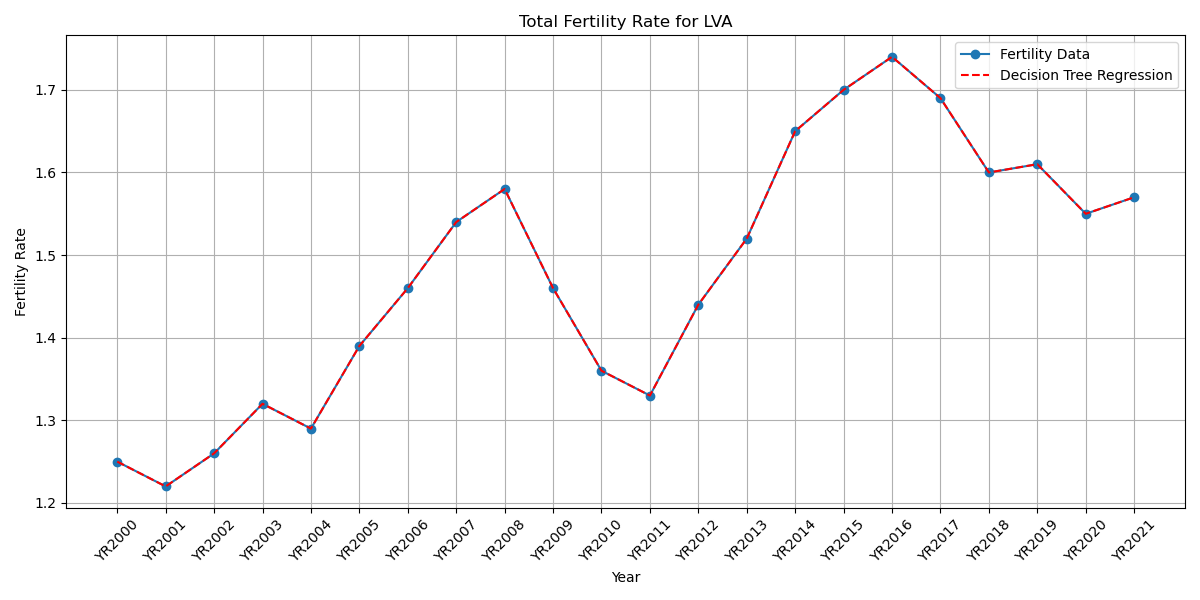 Total Fertility Rate for LVA
Fertility Data
Decision Tree Regression
Fertility Rate
1.7
1.6
1.5
1.4
1.3
1.2
YR2000
YR2001
YR2002
YR2003
YR2004
YR2005
YR2006
YR2007
YR2008
YR2009
YR2010
YR2011
YR2012
YR2013
YR2014
YR2015
YR2016
YR2017
YR2018
YR2019
YR2020
YR2021
Year